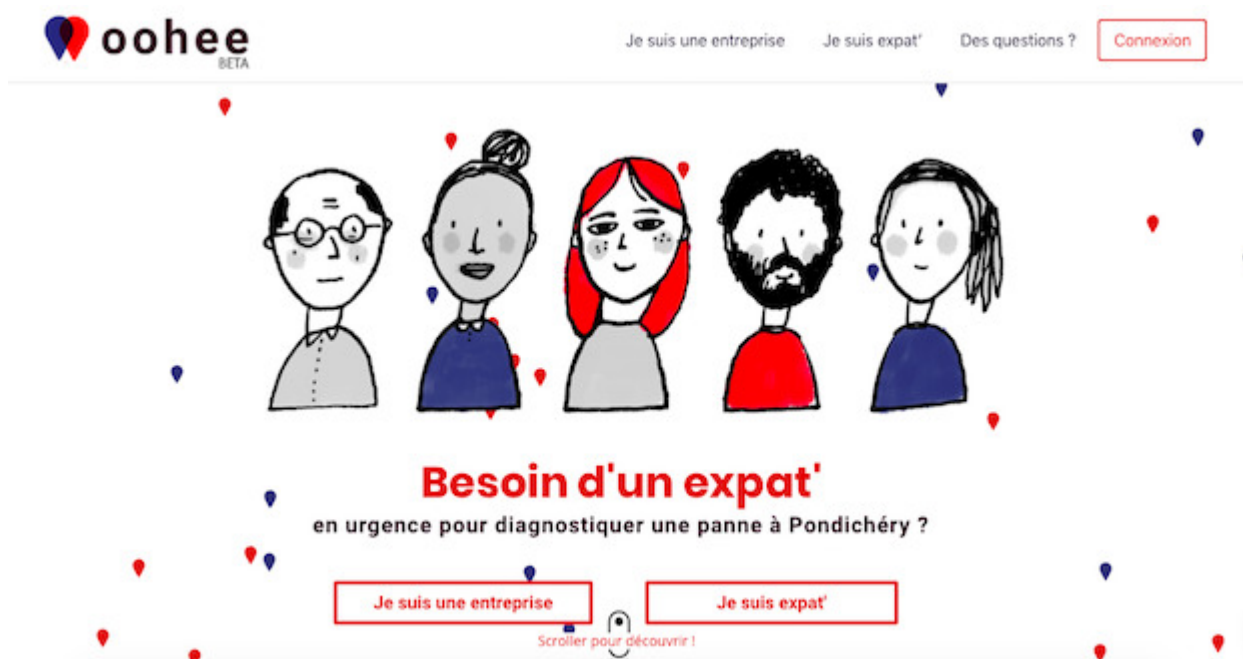 oohee
BETA
Je suis une entreprise
Je suis expat'
Des questions ?
Connexion
Besoin d'un expat'
en urgence pour diagnostiquer une panne à Pondichéry ?
Je suis une entreprise
Je suis expat'
Scroller pour découvrir !